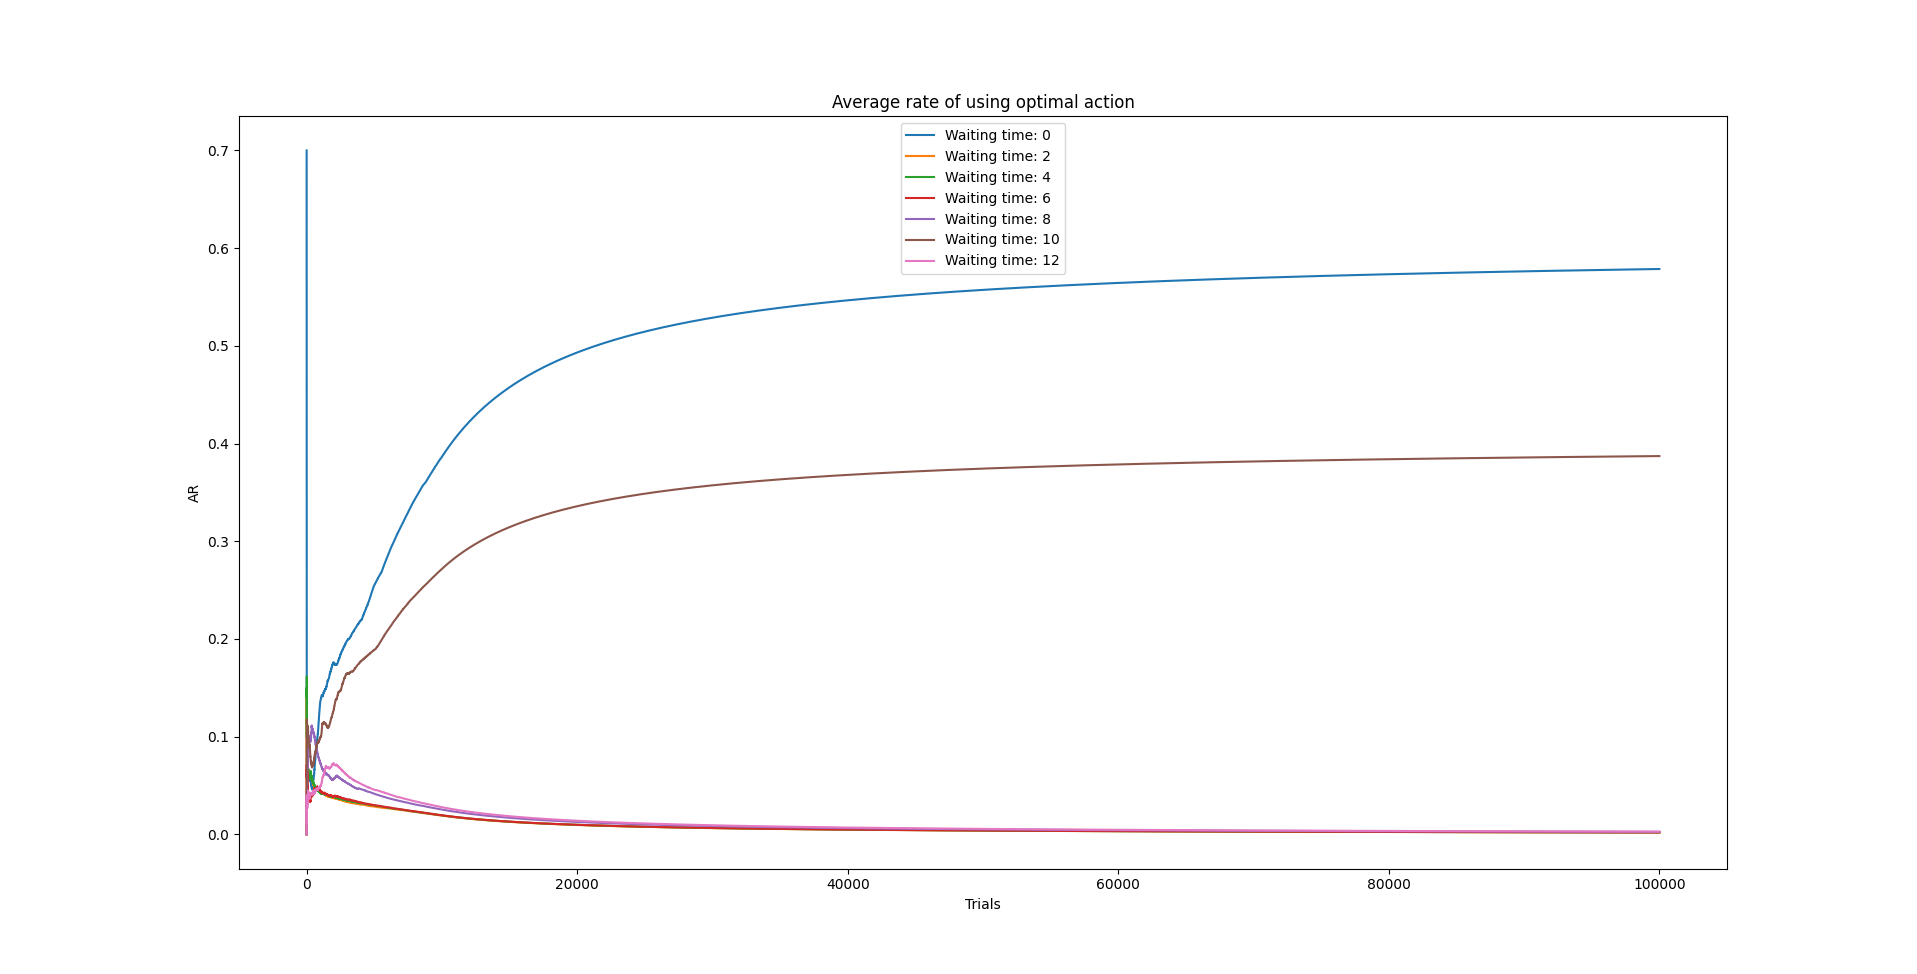 Average rate of using optimal action
Waiting time: 0
Waiting time: 2
Waiting time: 4
Waiting time: 6
Waiting time: 8
Waiting time: 10
Waiting time: 12
0.7
0.6
0.5
0.4
0.3
0.2
0.1
0.0
AR
0 20000 40000 60000 80000 100000
Trials